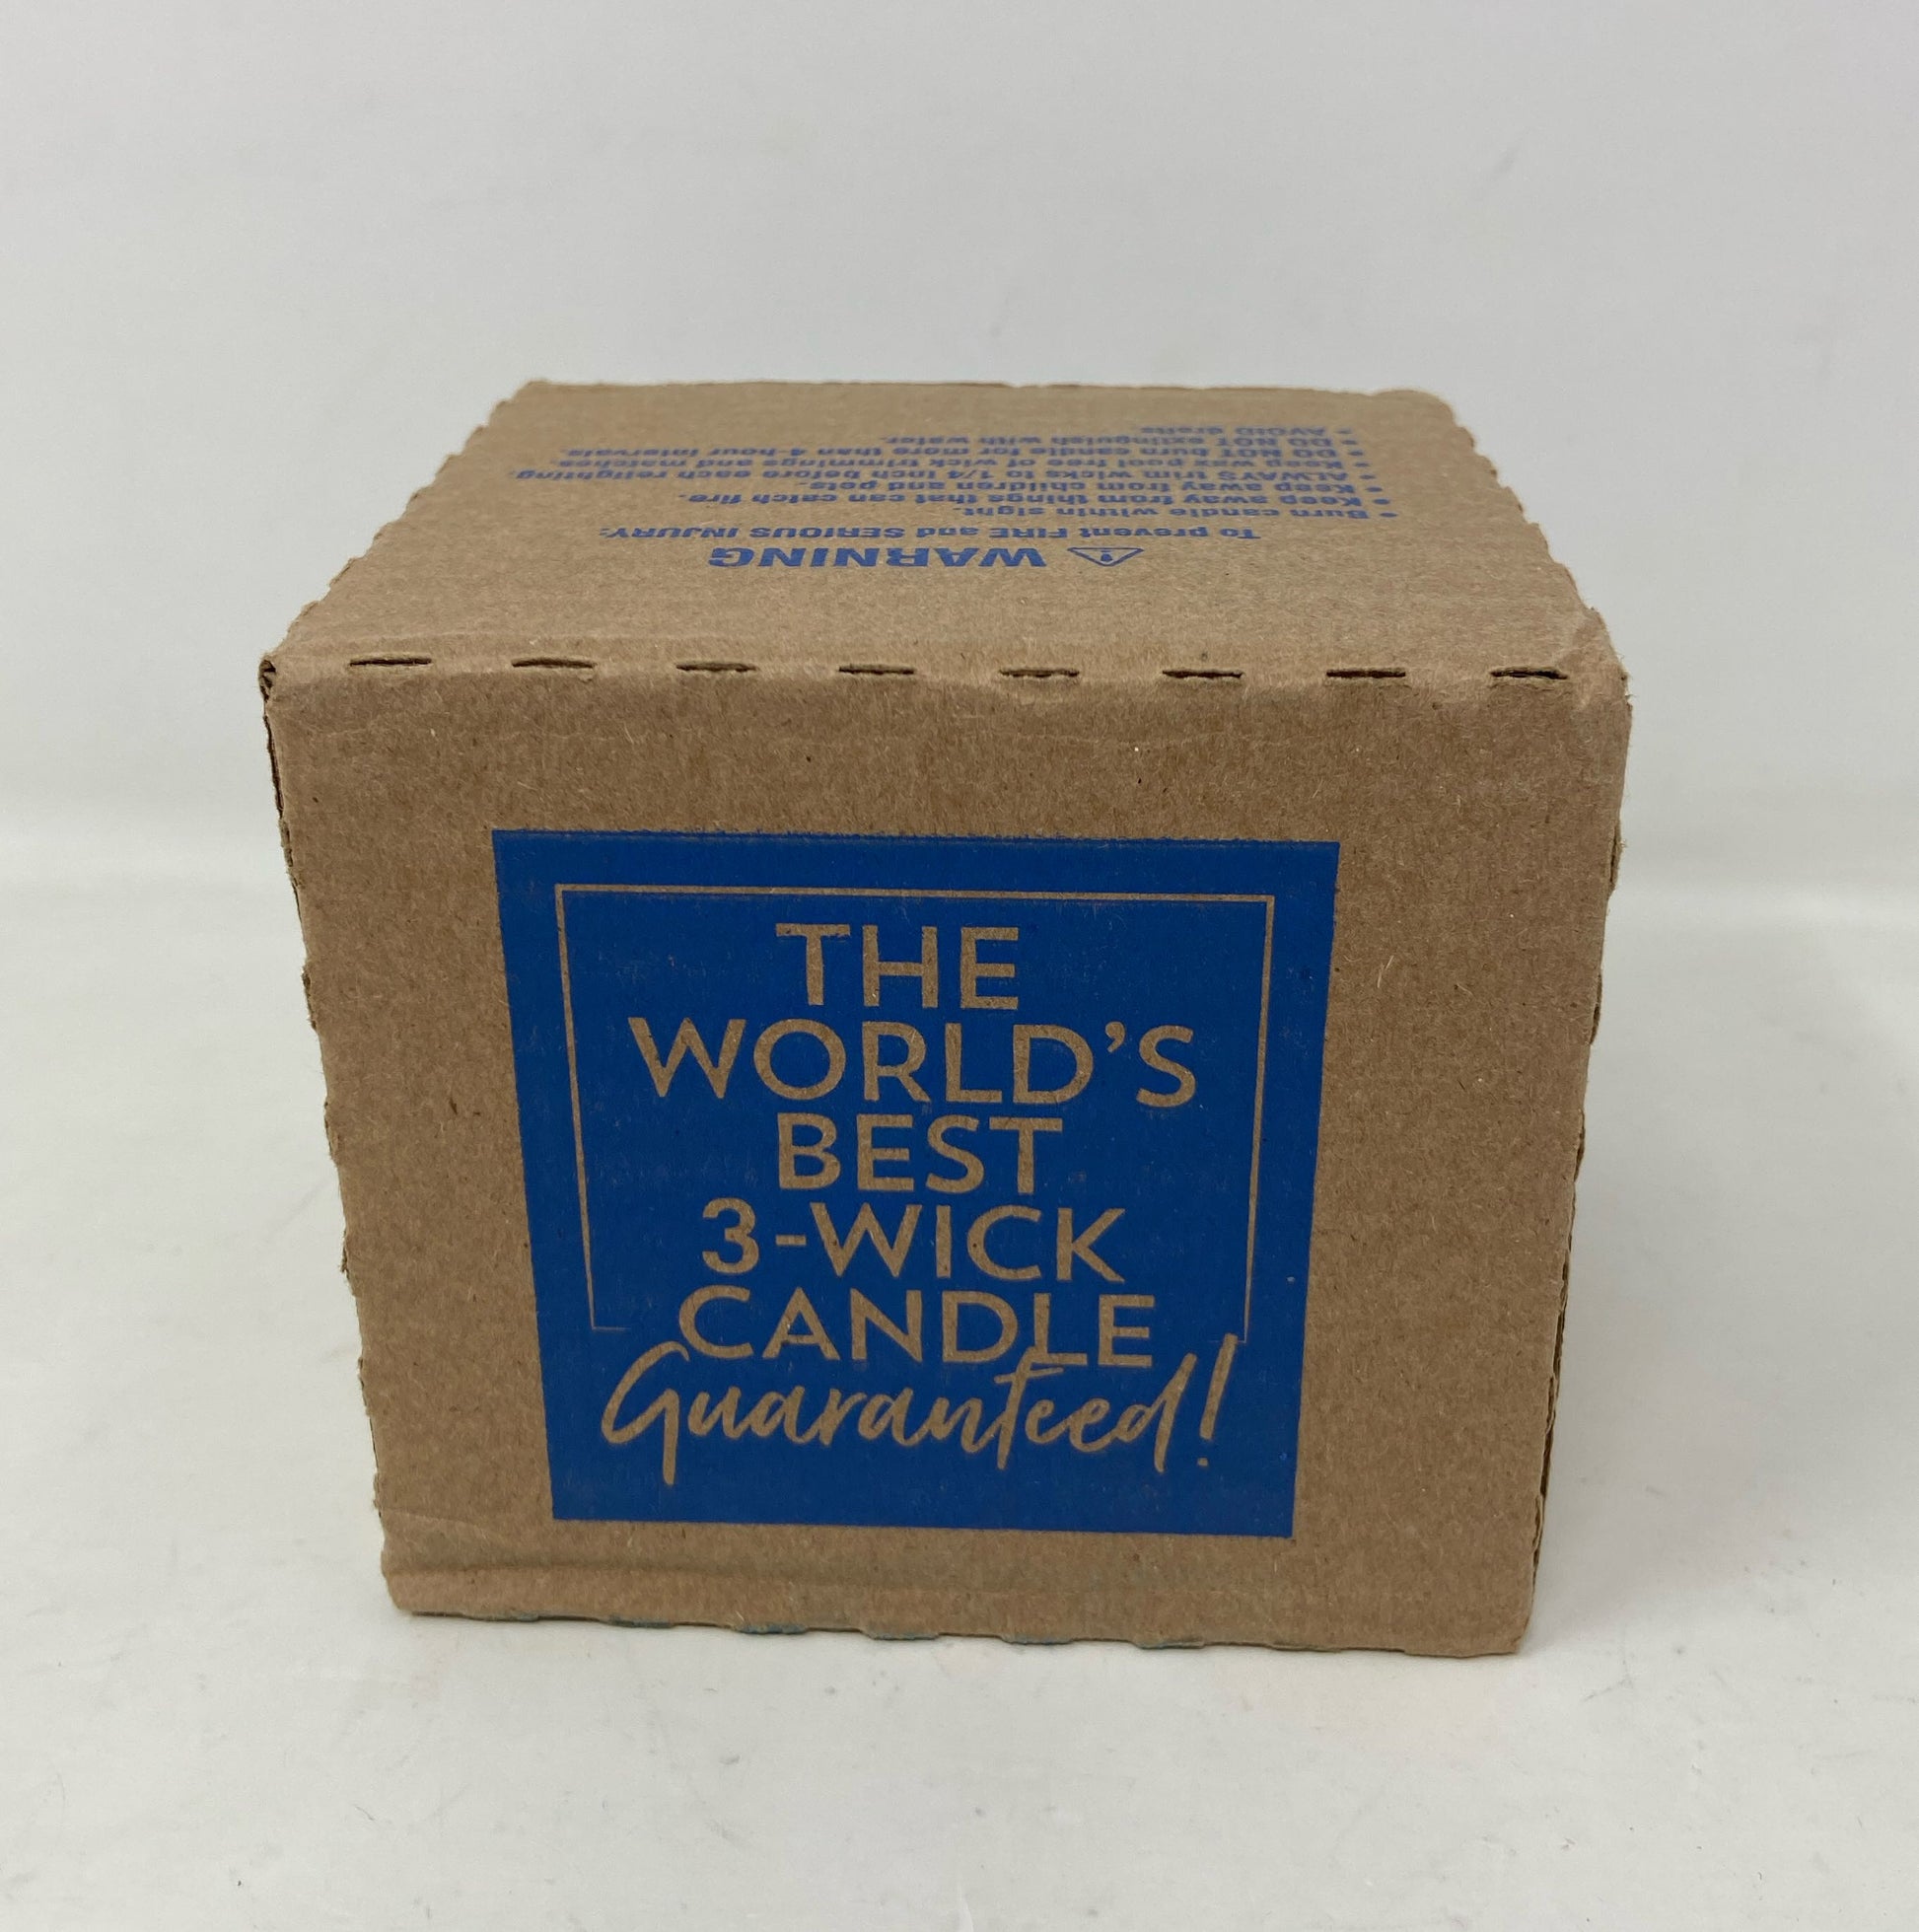 THE
WORLD'S
BEST
3-WICK
CANDLE
Guaranteed!
⚠ WARNING
To prevent FIRE and SERIOUS INJURY:
• Burn candle within sight.
• Keep away from things that can catch fire.
• Keep away from children and pets.
• ALWAYS trim wicks to 1/4 inch before each relighting.
• Keep wax pool free of wick trimmings and matches.
• DO NOT burn candle for more than 4-hour intervals.
• DO NOT extinguish with water.
• AVOID drafts.